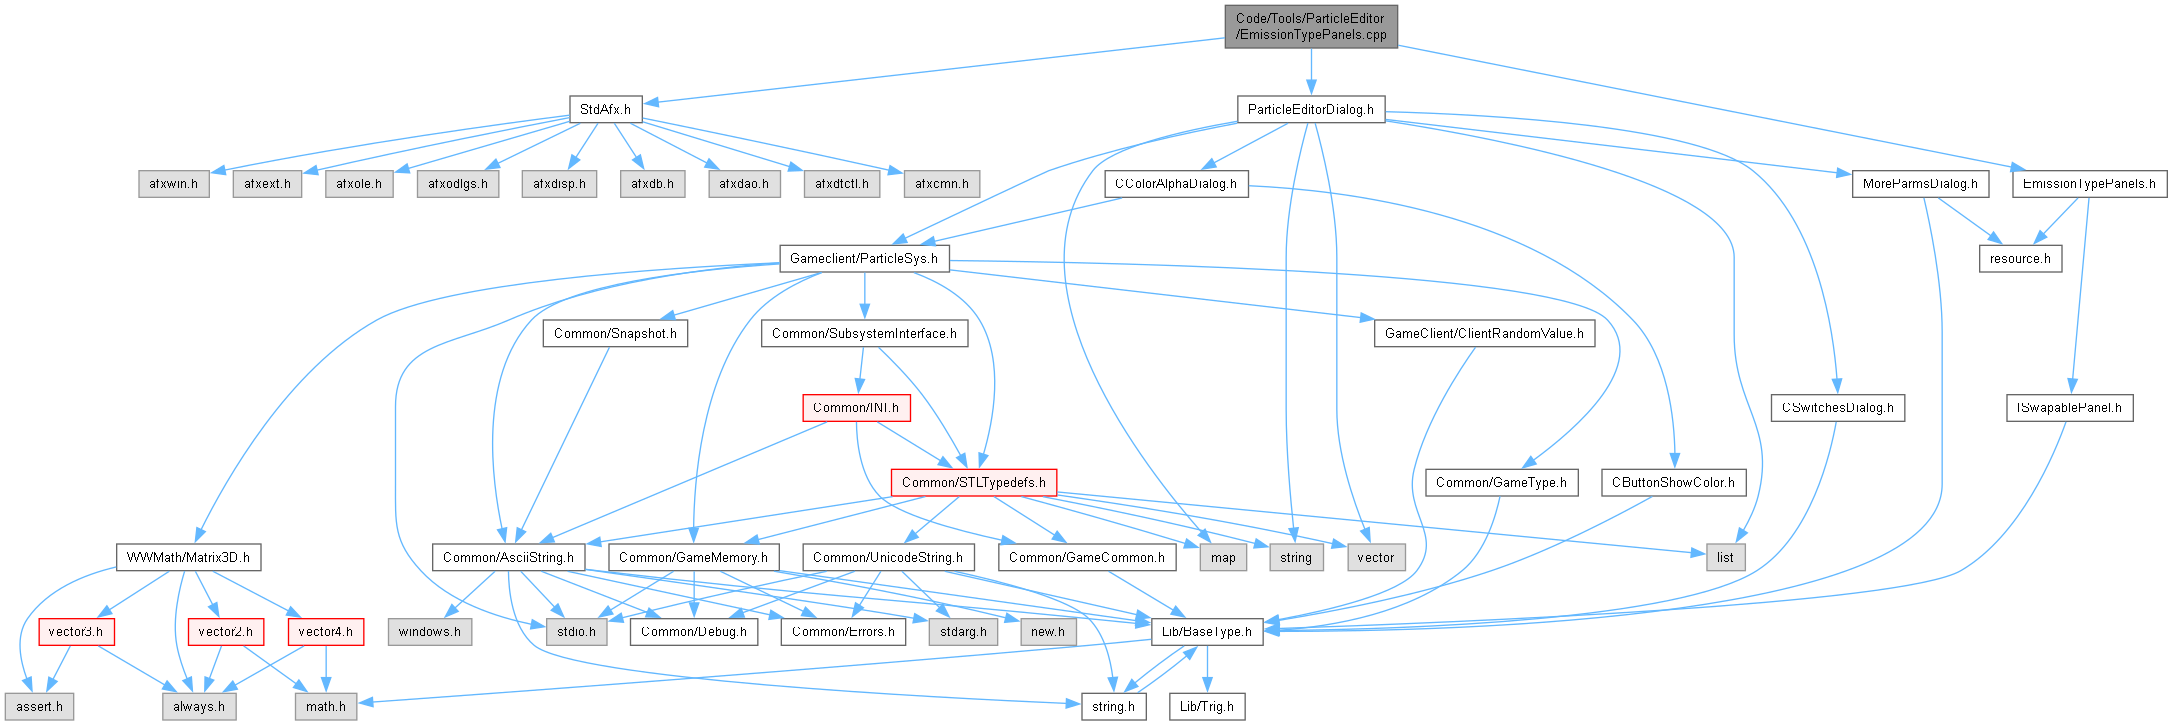 Code/Tools/ParticleEditor
/EmissionTypePanels.cpp
StdAfx.h
ParticleEditorDialog.h
afxwin.h
afxext.h
afxole.h
afxodlgs.h
afxdisp.h
afxdb.h
afxdao.h
afxdtctl.h
afxcmn.h
CColorAlphaDialog.h
MoreParmsDialog.h
EmissionTypePanels.h
Gameclient/ParticleSys.h
resource.h
Common/Snapshot.h
Common/SubsystemInterface.h
GameClient/ClientRandomValue.h
Common/INI.h
CSwitchesDialog.h
ISwapablePanel.h
Common/STLTypedefs.h
Common/GameType.h
CButtonShowColor.h
WWMath/Matrix3D.h
Common/AsciiString.h
Common/GameMemory.h
Common/UnicodeString.h
Common/GameCommon.h
map
string
vector
list
vector3.h
vector2.h
vector4.h
windows.h
stdio.h
Common/Debug.h
Common/Errors.h
stdarg.h
new.h
Lib/BaseType.h
assert.h
always.h
math.h
string.h
Lib/Trig.h